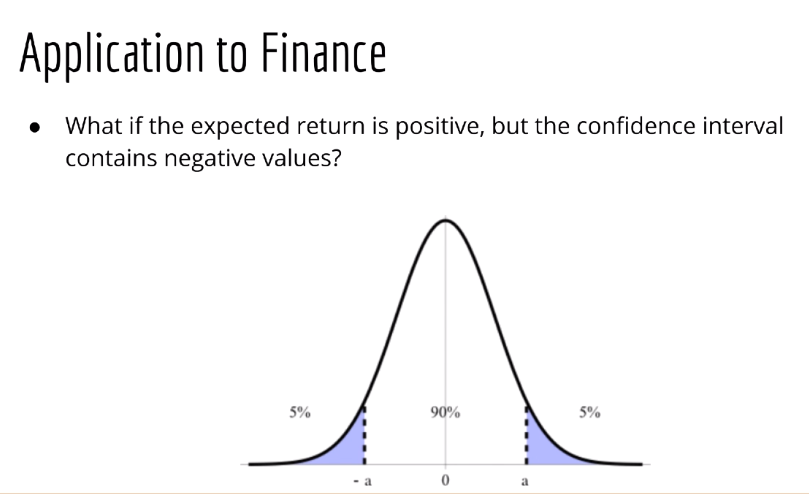 Application to Finance
● What if the expected return is positive, but the confidence interval
contains negative values?
5% 90% 5%
- a 0 a